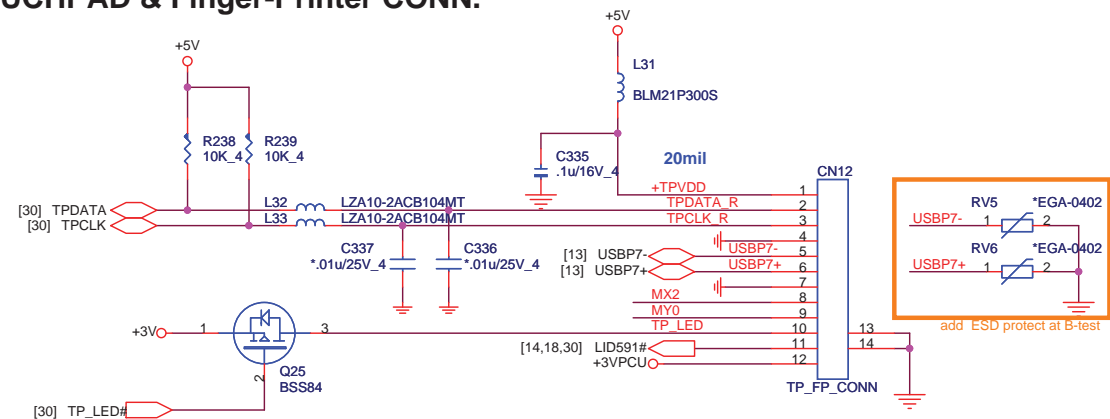 UCHPAD & Finger-Printer CONN.
+5V
+5V
L31
BLM21P300S
R238
10K_4
R239
10K_4
C335
.1u/16V_4
20mil
CN12
+TPVDD
1
[30] TPDATA
L32
LZA10-2ACB104MT
TPDATA_R
2
[30] TPCLK
L33
LZA10-2ACB104MT
TPCLK_R
3
4
C337
*.01u/25V_4
C336
*.01u/25V_4
[13] USBP7-
USBP7-
5
[13] USBP7+
USBP7+
6
7
MX2
8
MY0
9
+3V
1
3
TP_LED
10
13
[14,18,30] LID591#
11
14
+3VPCU
12
2
Q25
BSS84
TP_FP_CONN
[30] TP_LED#
RV5
*EGA-0402
USBP7-
1
2
RV6
*EGA-0402
USBP7+
1
2
add ESD protect at B-test